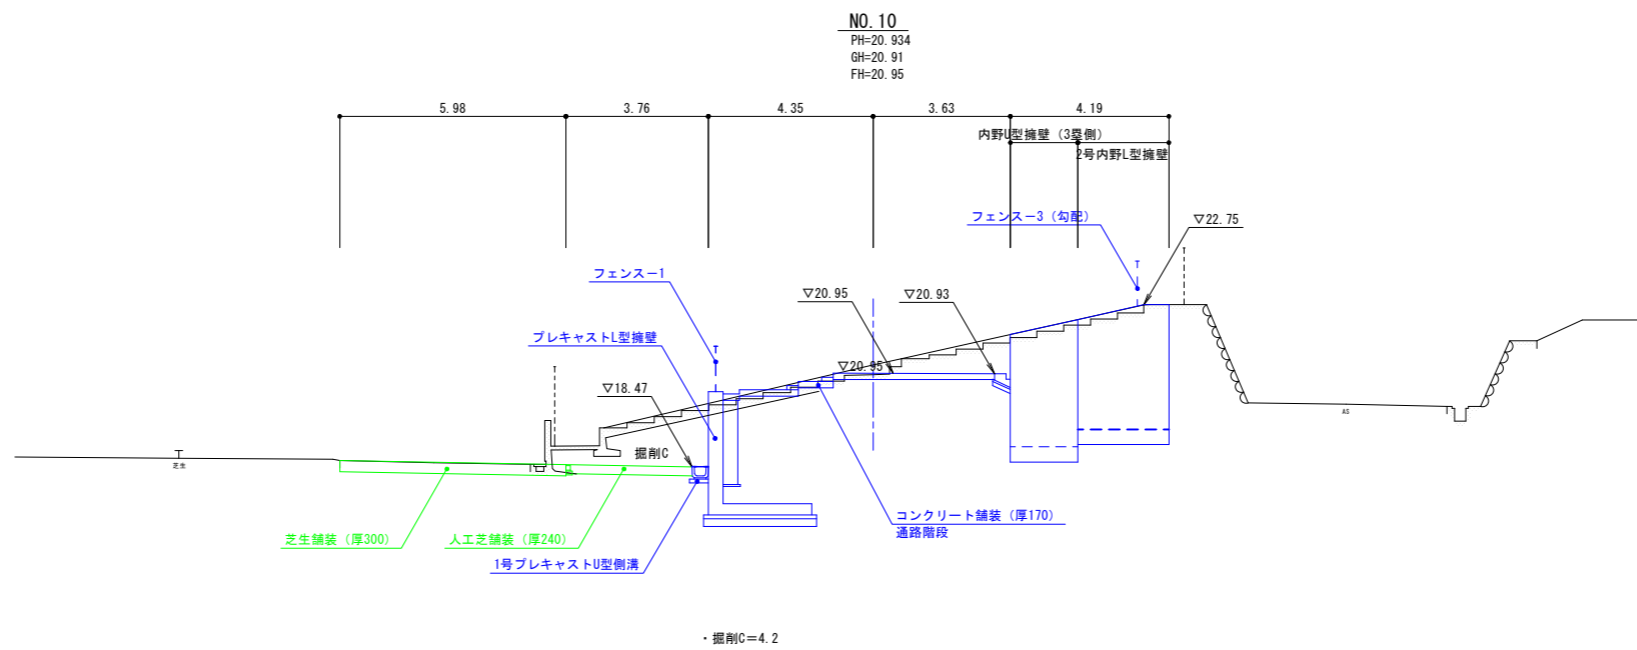 NO.10
PH=20.934
GH=20.91
FH=20.95
5.98
3.76
4.35
3.63
4.19
内野U型擁壁（3塁側）
2号内野L型擁壁
フェンスー3（勾配）
▽22.75
フェンスー1
▽20.95
▽20.93
プレキャストL型擁壁
▽20.95
▽18.47
掘削C
芝生
AS
コンクリート舗装（厚170）
通路階段
芝生舗装（厚300）
人工芝舗装（厚240）
1号プレキャストU型側溝
・掘削C＝4.2